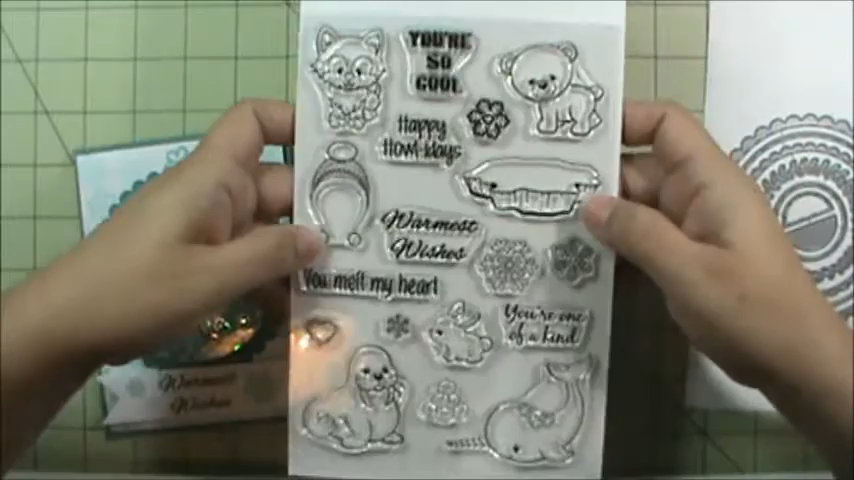 YOU'RE
SO
COOL
Happy
Howl-idays
Warmest
Wishes
You melt my heart
You're one
of a kind
Warmest
Wishes